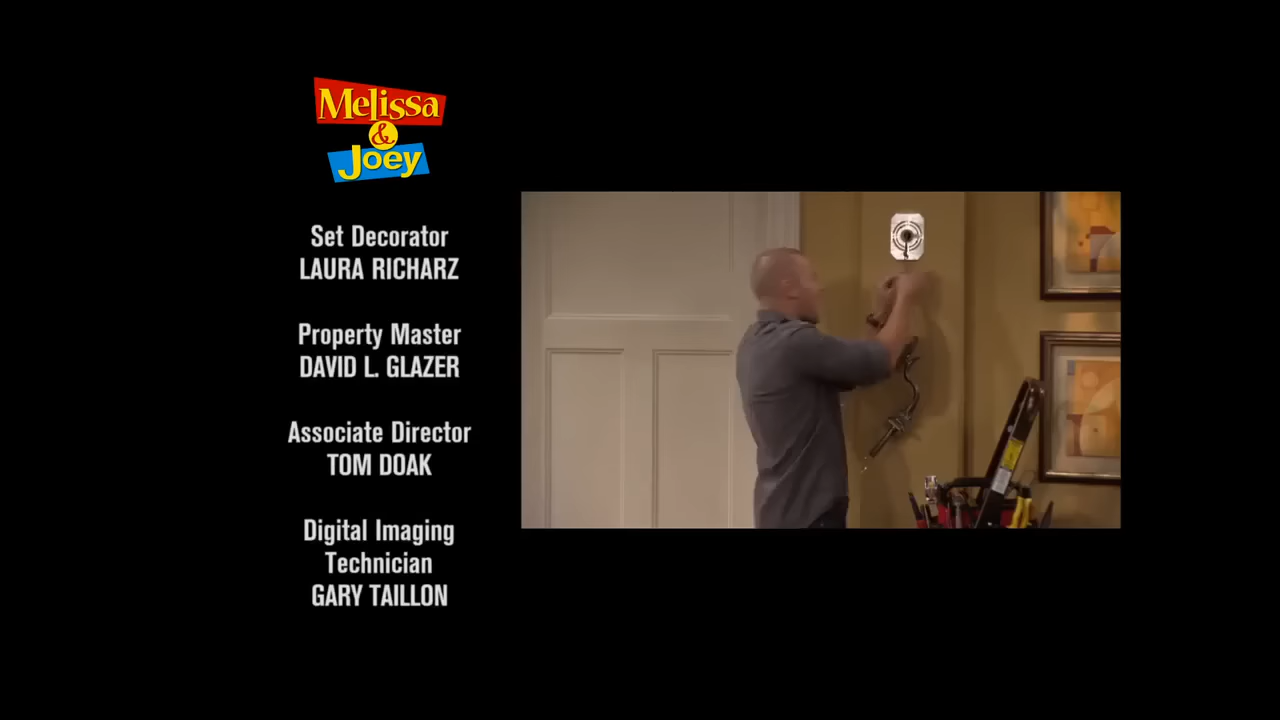 Melissa
&
Joey
Set Decorator
LAURA RICHARZ
Property Master
DAVID L. GLAZER
Associate Director
TOM DOAK
Digital Imaging
Technician
GARY TAILLON